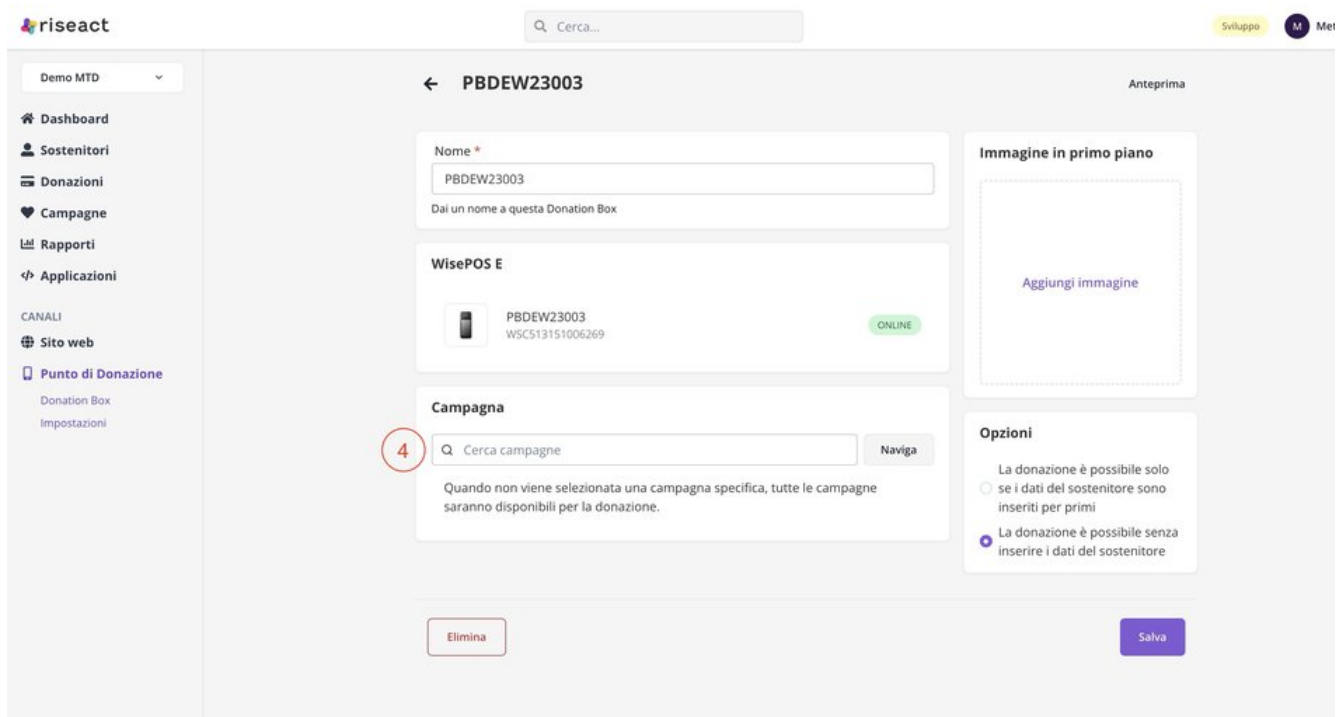 riseact
Cerca...
Sviluppo
M
Demo MTD
Dashboard
Sostenitori
Donazioni
Campagne
Rapporti
Applicazioni
CANALI
Sito web
Punto di Donazione
Donation Box
Impostazioni
PBDEW23003
Anteprima
Nome *
PBDEW23003
Dai un nome a questa Donation Box
WisePOS E
PBDEW23003
WSC513151006269
ONLINE
Campagna
4
Cerca campagne
Naviga
Quando non viene selezionata una campagna specifica, tutte le campagne
saranno disponibili per la donazione.
Immagine in primo piano
Aggiungi immagine
Opzioni
La donazione è possibile solo
se i dati del sostenitore sono
inseriti per primi
La donazione è possibile senza
inserire i dati del sostenitore
Elimina
Salva